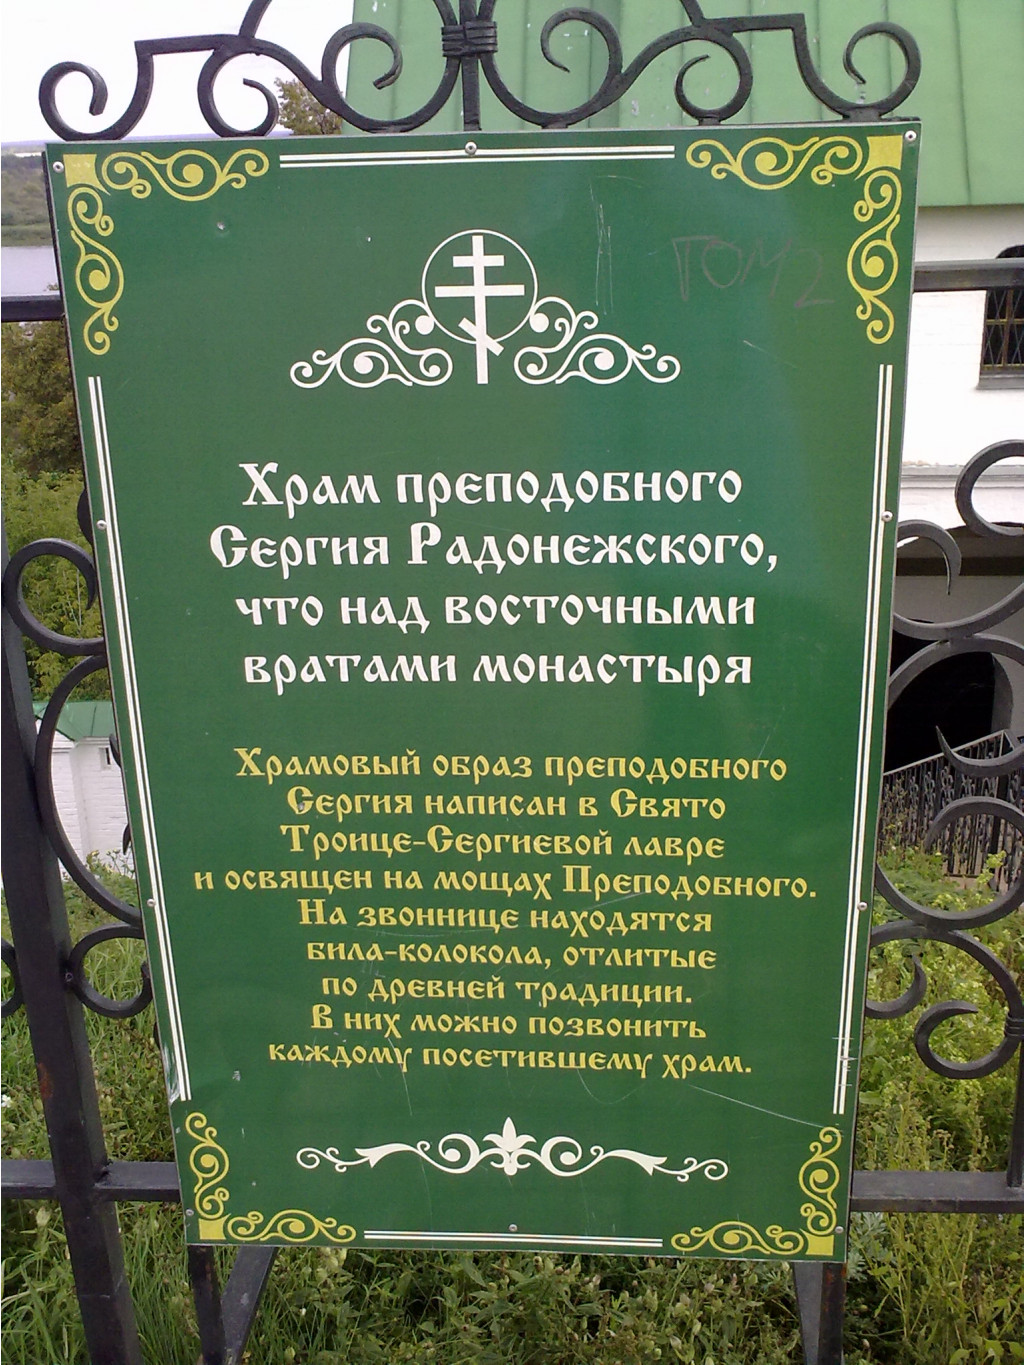 ТОМ2
Храм преподобного
Сергия Радонежского,
что над восточными
вратами монастыря
Храмовый образ преподобного
Сергия написан в Свято
Троице-Сергиевой лавре
и освящен на мощах Преподобного.
На звоннице находятся
била-колокола, отлитые
по древней традиции.
В них можно позвонить
каждому посетившему храм.